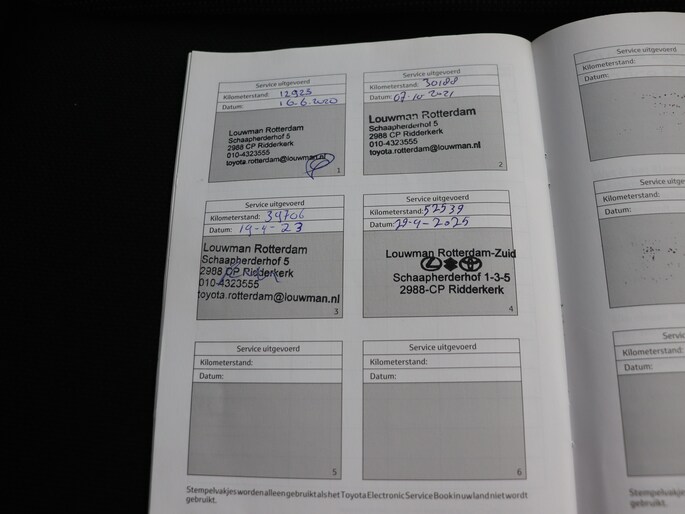 Service uitgevoerd
Kilometerstand: 12925
Datum: 16.6.2020
Louwman Rotterdam
Schaapherderhof 5
2988 CP Ridderkerk
010-4323555
toyota.rotterdam@louwman.nl
1
Service uitgevoerd
Kilometerstand: 30188
Datum: 07-10-2021
Louwman Rotterdam
Schaapherderhof 5
2988 CP Ridderkerk
010-4323555
toyota.rotterdam@louwman.nl
2
Service uitgevoerd
Kilometerstand: 34706
Datum: 19-4-23
Louwman Rotterdam
Schaapherderhof 5
2988 CP Ridderkerk
010-4323555
toyota.rotterdam@louwman.nl
3
Service uitgevoerd
Kilometerstand: 52539
Datum: 29-4-2025
Louwman Rotterdam-Zuid
Schaapherderhof 1-3-5
2988-CP Ridderkerk
4
Service uitgevoerd
Kilometerstand:
Datum:
5
Service uitgevoerd
Kilometerstand:
Datum:
6
Stempelvakjes worden alleen gebruikt als het Toyota Electronic Service Book in uw land niet wordt
gebruikt.
Service uitgevoerd
Kilometerstand:
Datum:
Service uitge
Kilometerstand:
Datum:
Service
Kilometerstand:
Datum: